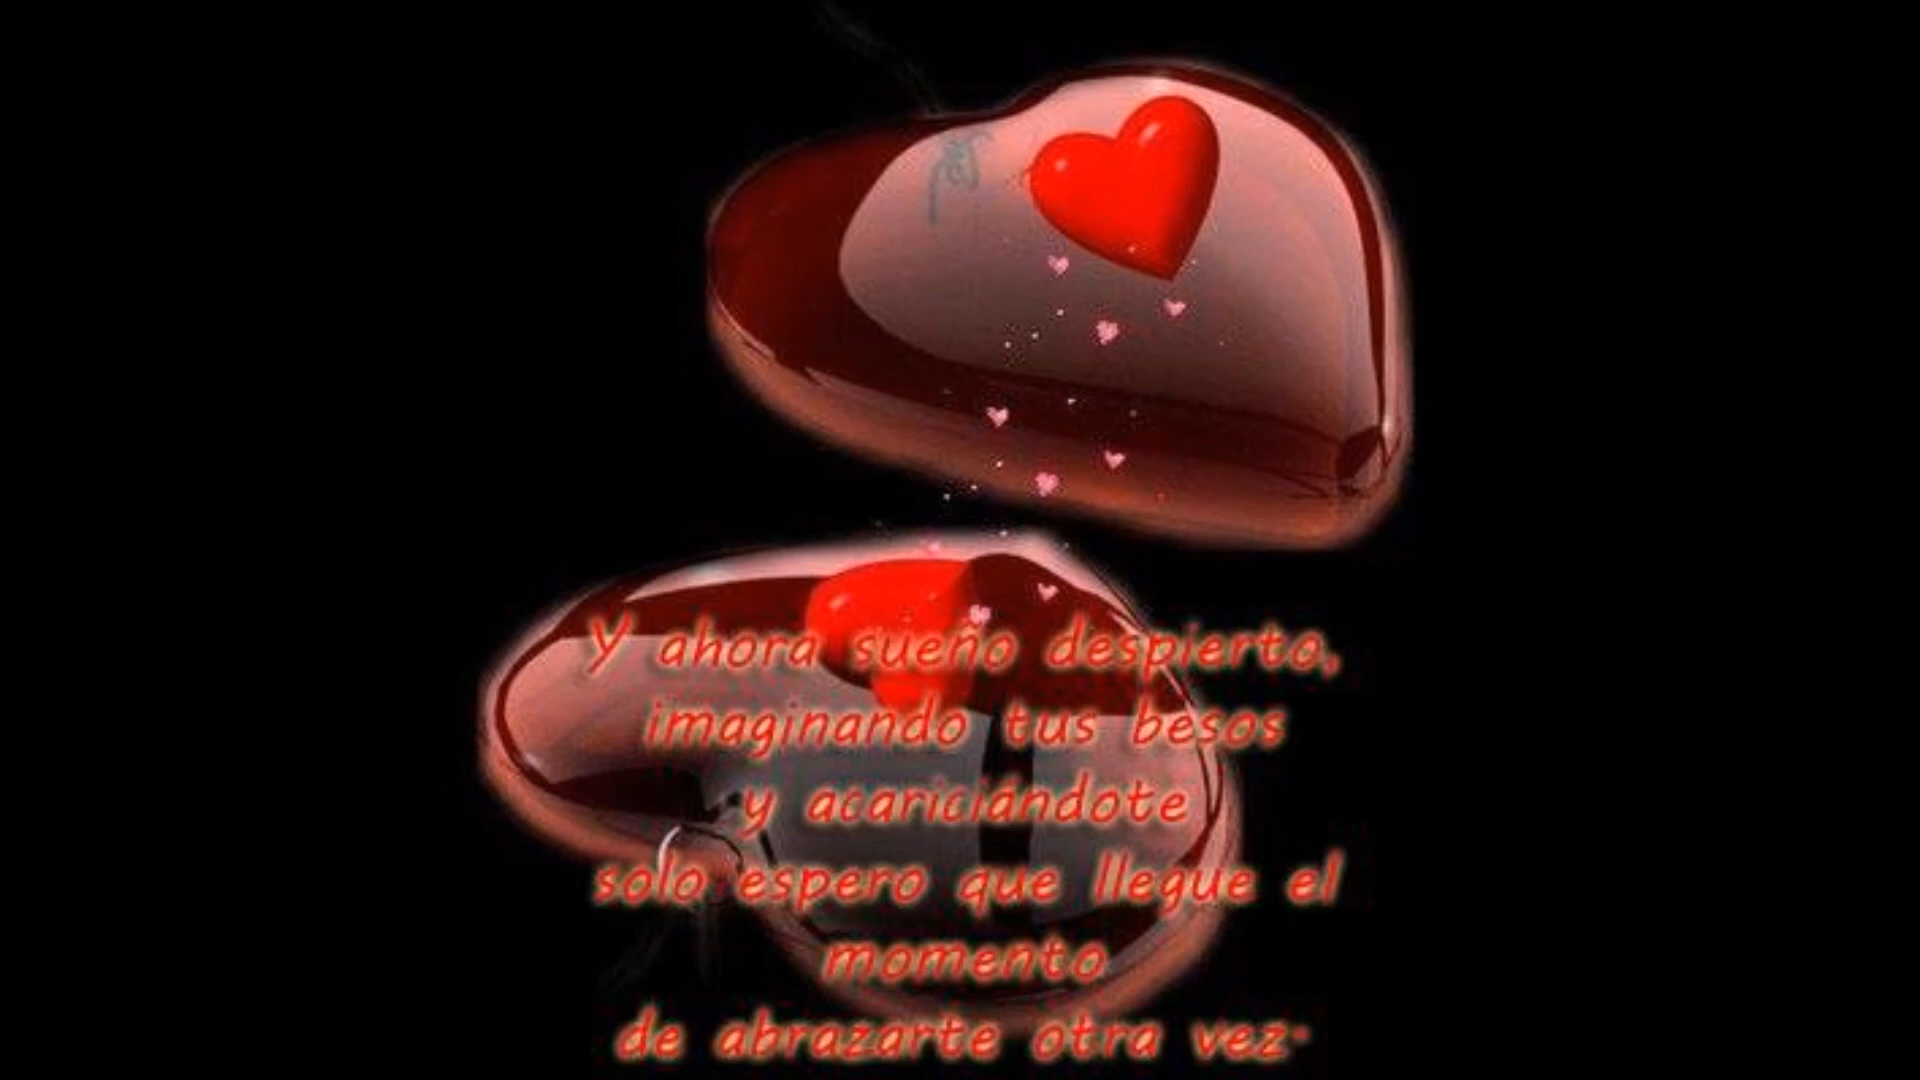 Y ahora sueño despierto,
imaginando tus besos
y acariciándote
solo espero que llegue el
momento
de abrazarte otra vez.